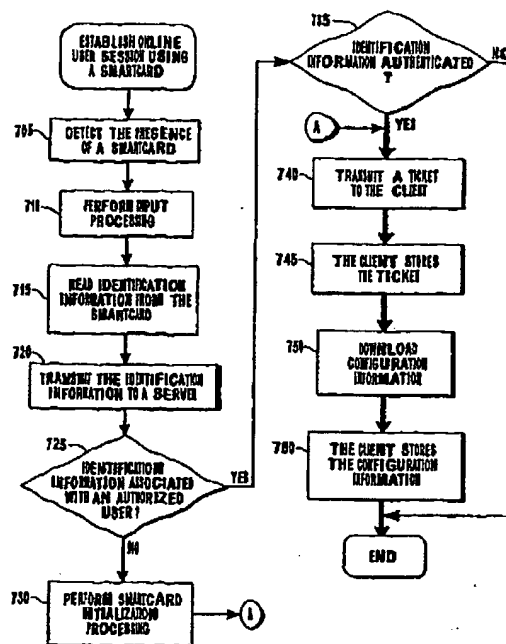 ESTABLISH ONLINE
USER SESSION USING
A SMARTCARD
705
DETECT THE PRESENCE
OF A SMARTCARD
710
PERFORM INPUT
PROCESSING
715
READ IDENTIFICATION
INFORMATION FROM THE
SMARTCARD
720
TRANSMIT THE IDENTIFICATION
INFORMATION TO A SERVER
725
IDENTIFICATION
INFORMATION ASSOCIATED
WITH AN AUTHORIZED
USER?
YES
NO
730
PERFORM SMARTCARD
INITIALIZATION
PROCESSING
A
735
IDENTIFICATION
INFORMATION AUTHENTICATED
?
NO
A
YES
740
TRANSMIT A TICKET
TO THE CLIENT
745
THE CLIENT STORES
THE TICKET
750
DOWNLOAD
CONFIGURATION
INFORMATION
760
THE CLIENT STORES
THE CONFIGURATION
INFORMATION
END